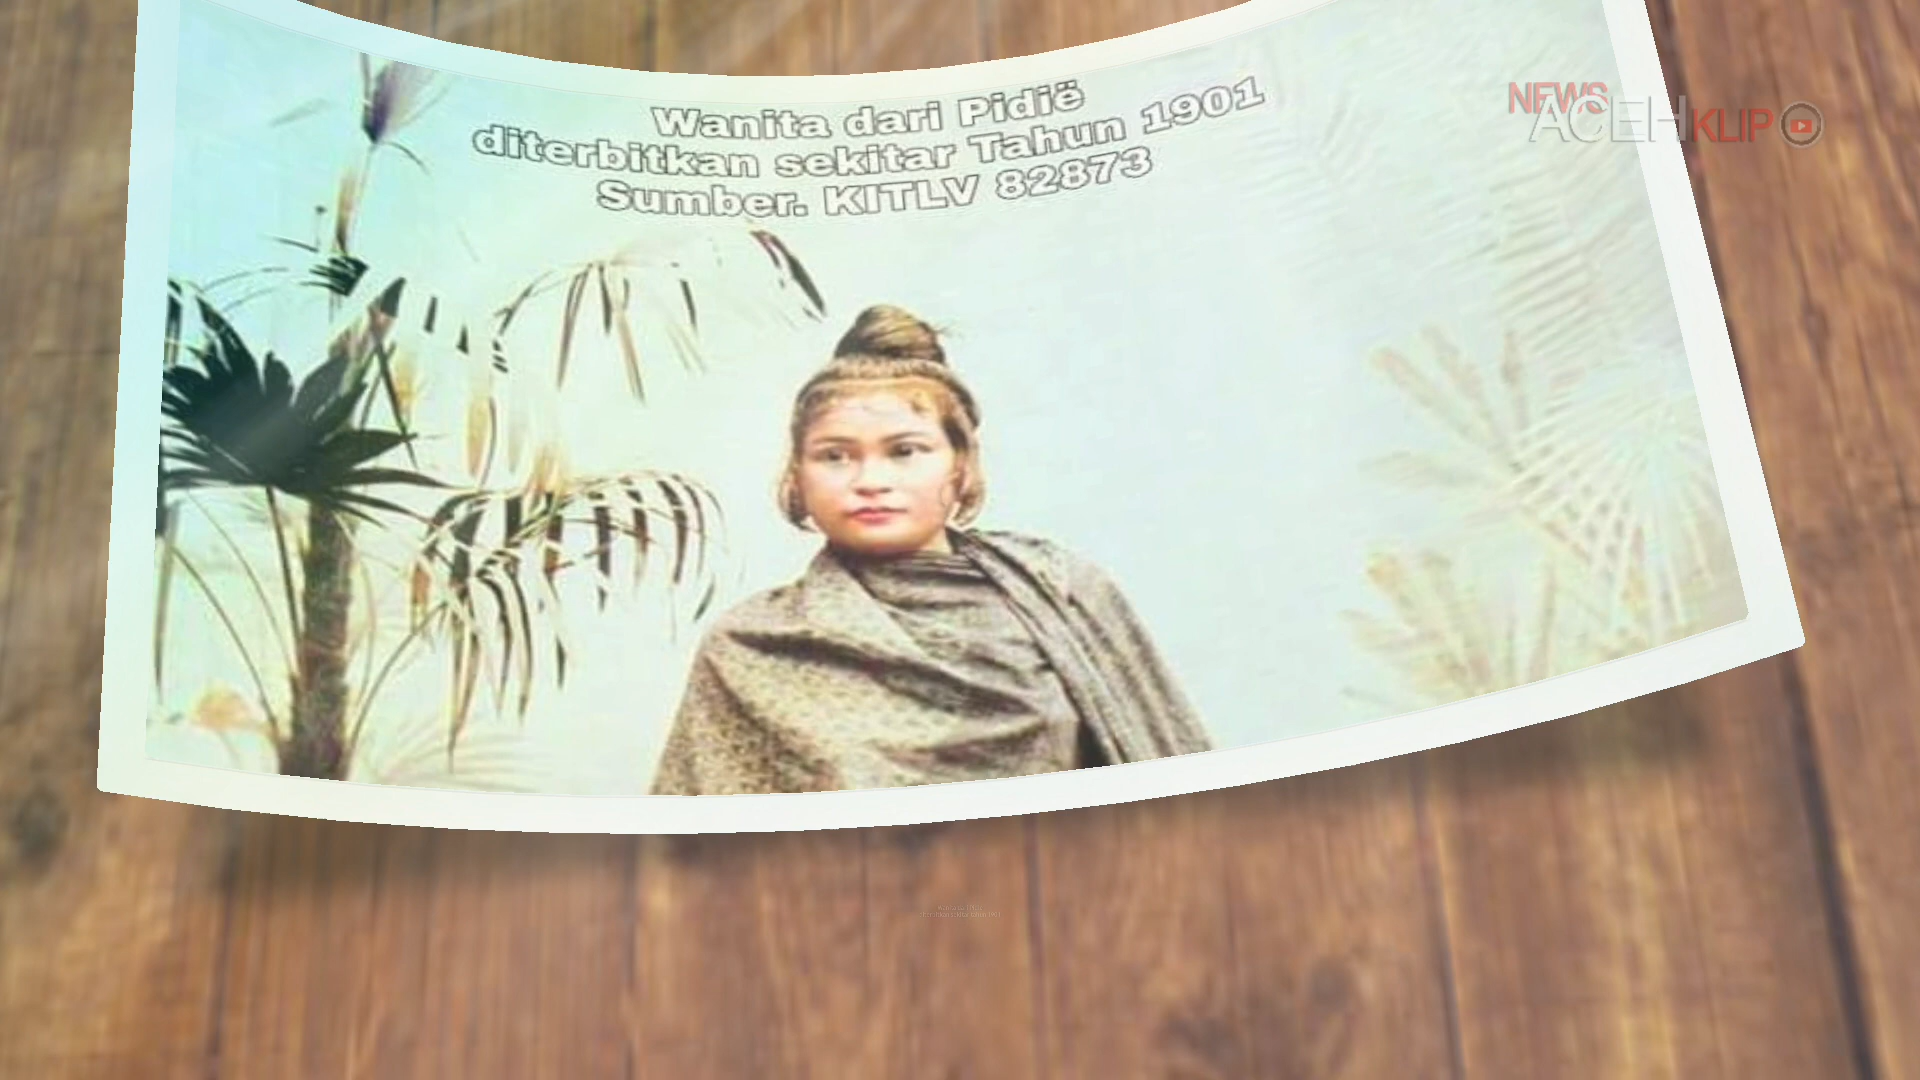 Wanita dari Pidië
diterbitkan sekitar Tahun 1901
Sumber. KITLV 82873
NEWS
ACEHKLIP